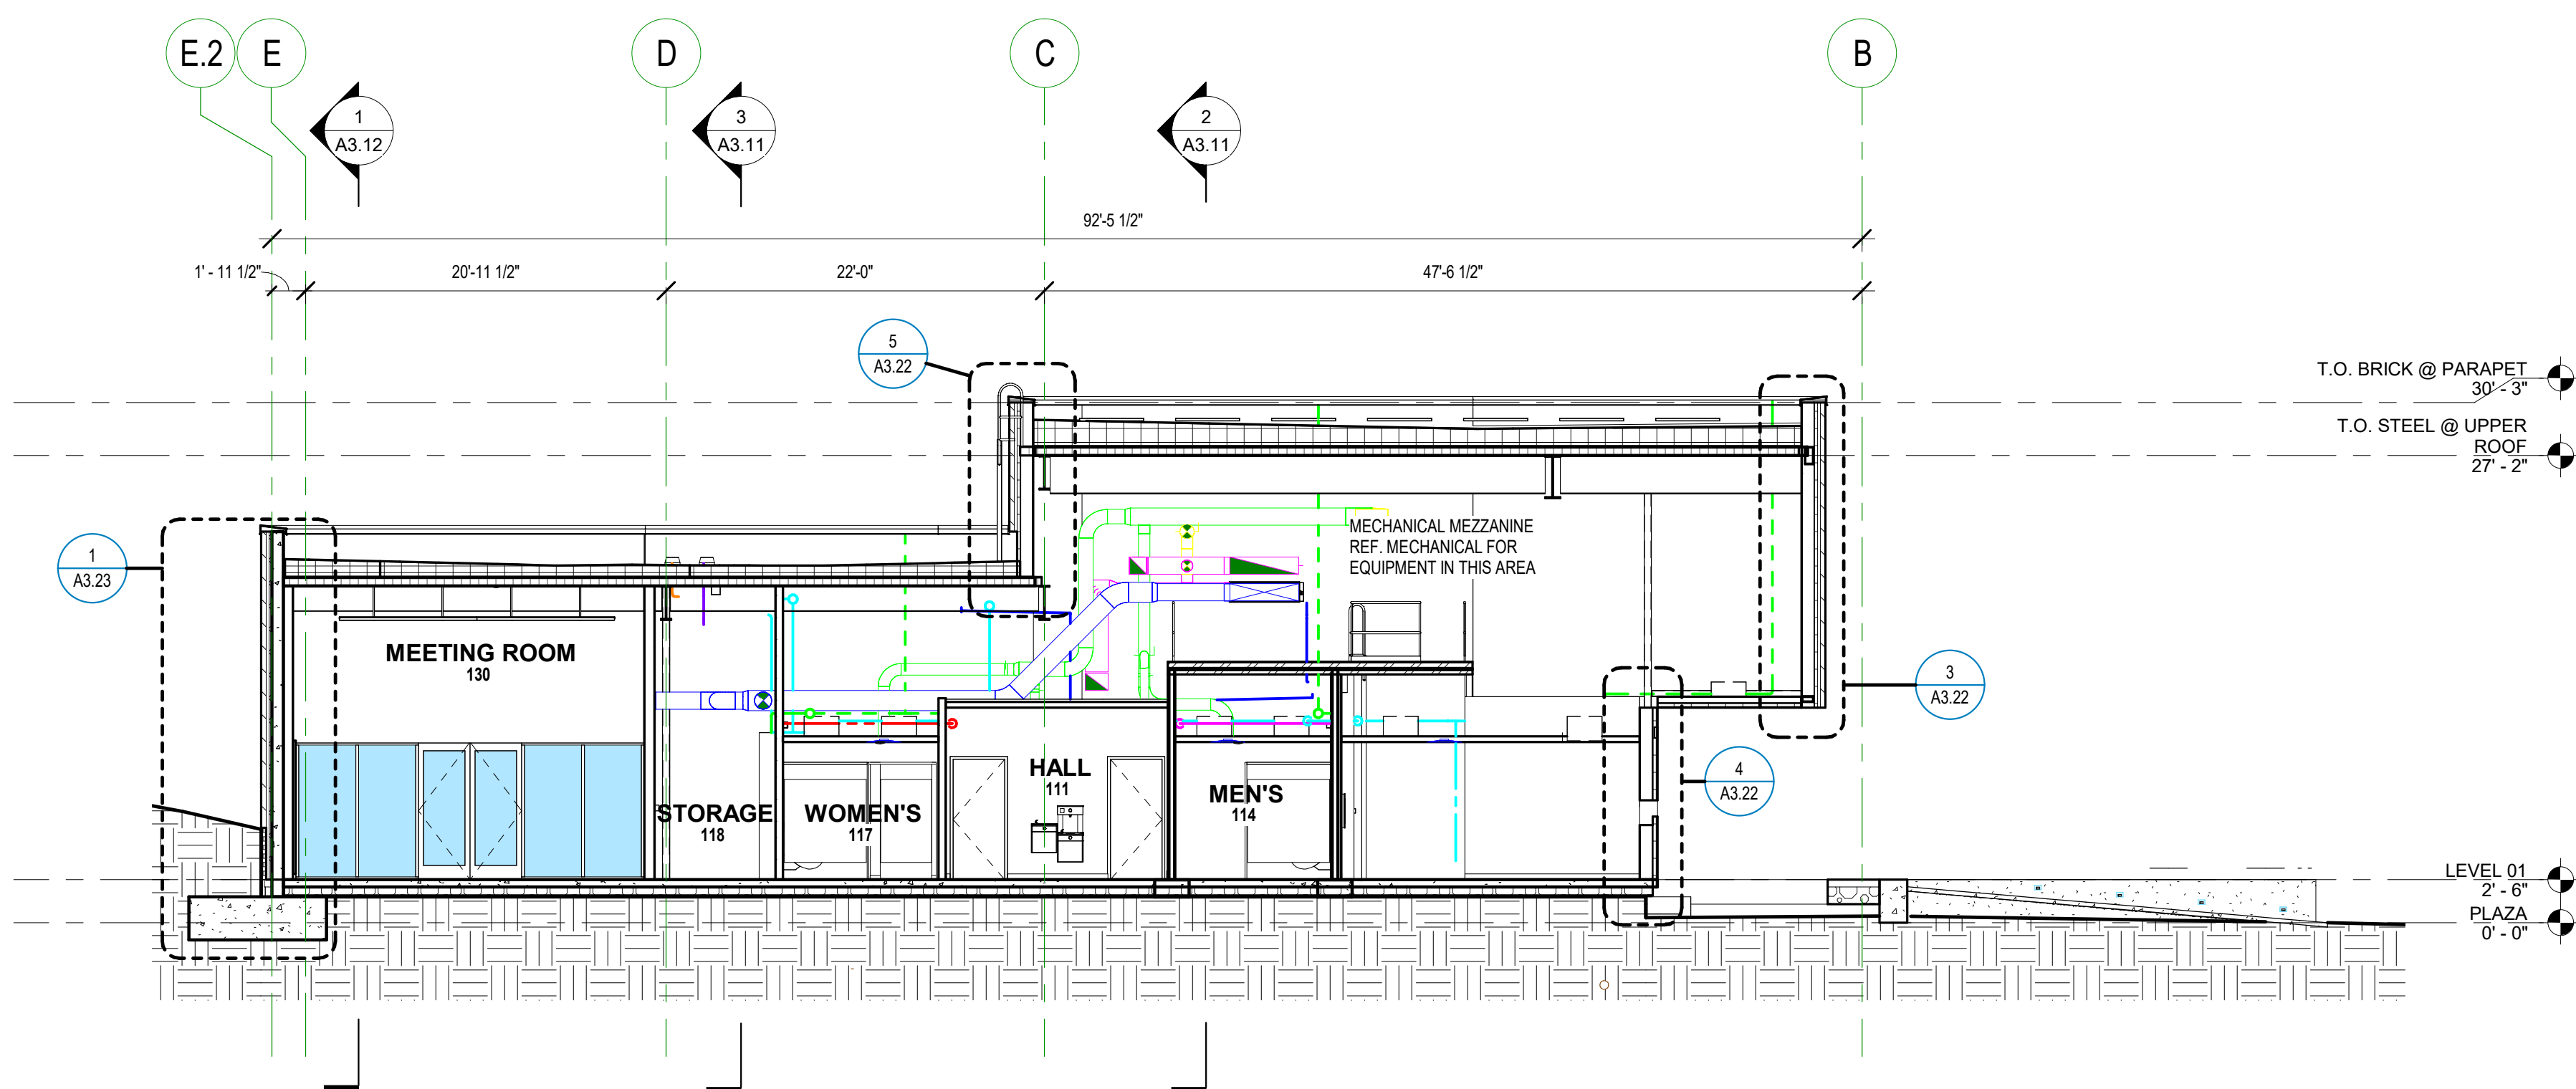 E.2
E
D
C
B
1
A3.12
3
A3.11
2
A3.11
92'-5 1/2"
1' - 11 1/2"
20'-11 1/2"
22'-0"
47'-6 1/2"
5
A3.22
T.O. BRICK @ PARAPET
30' - 3"
T.O. STEEL @ UPPER
ROOF
27' - 2"
1
A3.23
MECHANICAL MEZZANINE
REF. MECHANICAL FOR
EQUIPMENT IN THIS AREA
MEETING ROOM
130
3
A3.22
HALL
111
4
A3.22
MEN'S
114
STORAGE
118
WOMEN'S
117
LEVEL 01
2' - 6"
PLAZA
0' - 0"